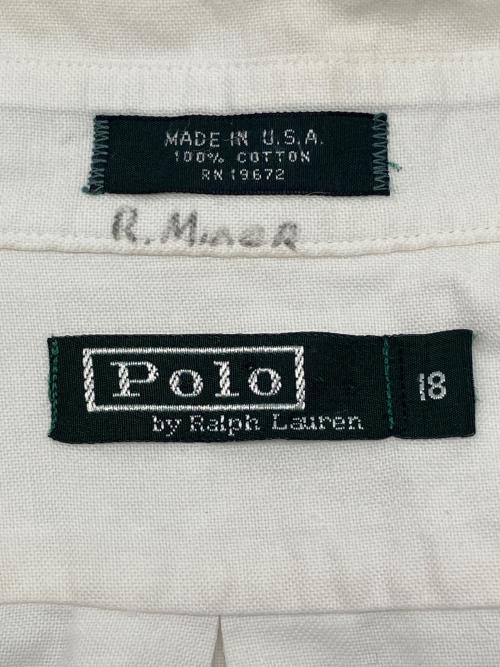 MADE IN U.S.A.
100% COTTON
RN 19672
R. Miner
Polo
by Ralph Lauren
18